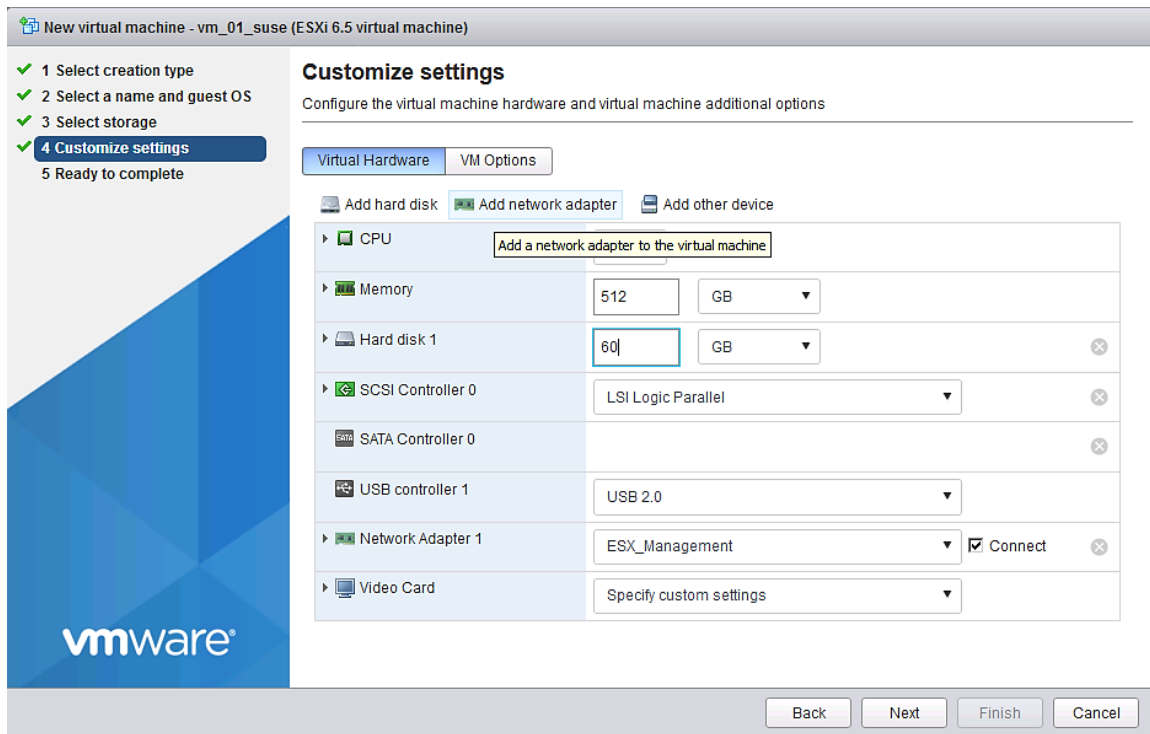 New virtual machine - vm_01_suse (ESXi 6.5 virtual machine)
1 Select creation type
2 Select a name and guest OS
3 Select storage
4 Customize settings
5 Ready to complete
Customize settings
Configure the virtual machine hardware and virtual machine additional options
Virtual Hardware VM Options
Add hard disk Add network adapter Add other device
CPU
Add a network adapter to the virtual machine
Memory 512 GB
Hard disk 1 60 GB
SCSI Controller 0 LSI Logic Parallel
SATA SATA Controller 0
USB controller 1 USB 2.0
Network Adapter 1 ESX_Management Connect
Video Card Specify custom settings
vmware®
Back Next Finish Cancel